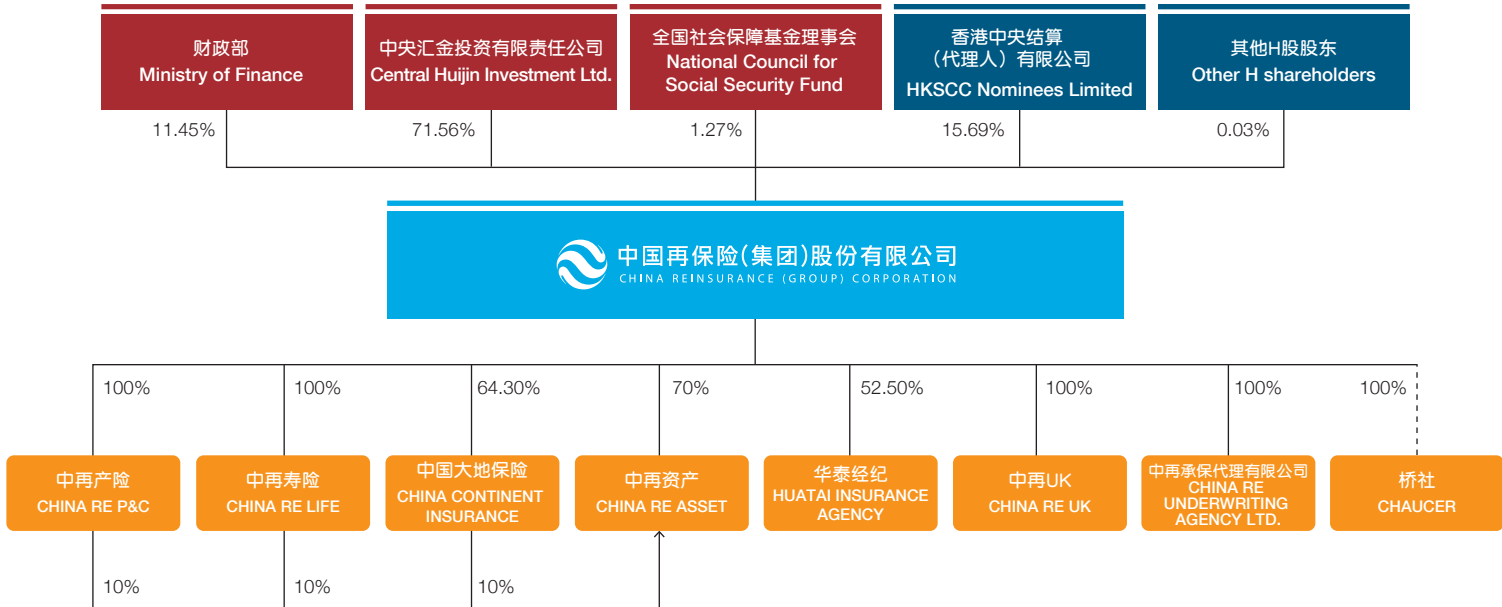 财政部
Ministry of Finance
中央汇金投资有限责任公司
Central Huijin Investment Ltd.
全国社会保障基金理事会
National Council for
Social Security Fund
香港中央结算
（代理人）有限公司
HKSCC Nominees Limited
其他H股股东
Other H shareholders
11.45%
71.56%
1.27%
15.69%
0.03%
中国再保险(集团)股份有限公司
CHINA REINSURANCE (GROUP) CORPORATION
100%
100%
64.30%
70%
52.50%
100%
100%
100%
中再产险
CHINA RE P&C
中再寿险
CHINA RE LIFE
中国大地保险
CHINA CONTINENT
INSURANCE
中再资产
CHINA RE ASSET
华泰经纪
HUATAI INSURANCE
AGENCY
中再UK
CHINA RE UK
中再承保代理有限公司
CHINA RE
UNDERWRITING
AGENCY LTD.
桥社
CHAUCER
10%
10%
10%